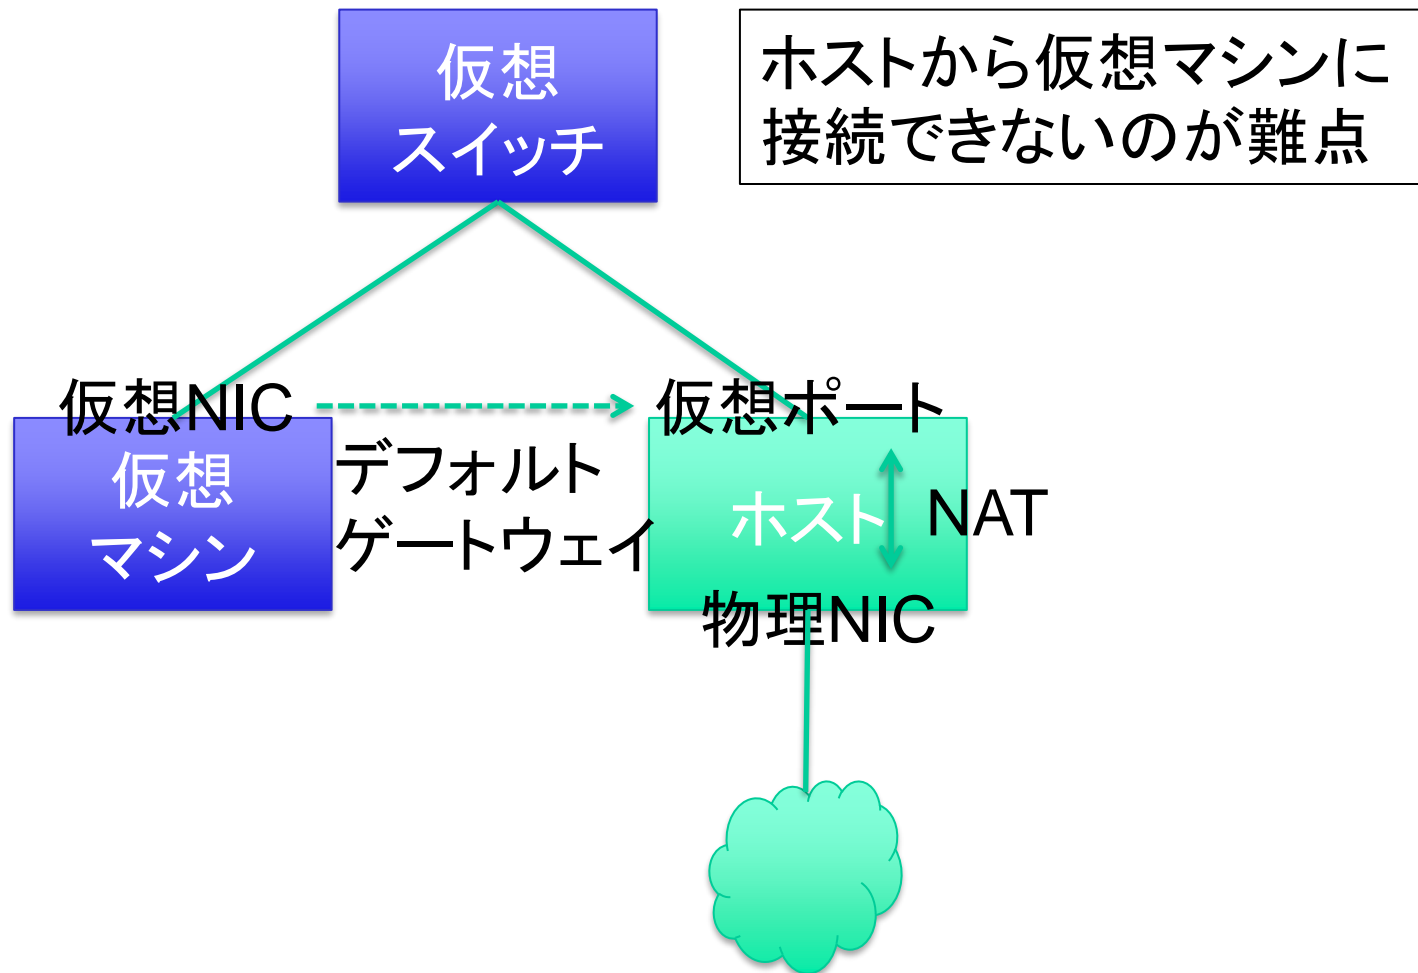 仮想
スイッチ
ホストから仮想マシンに
接続できないのが難点
仮想NIC
仮想ポート
仮想
マシン
デフォルト
ゲートウェイ
ホスト
NAT
物理NIC